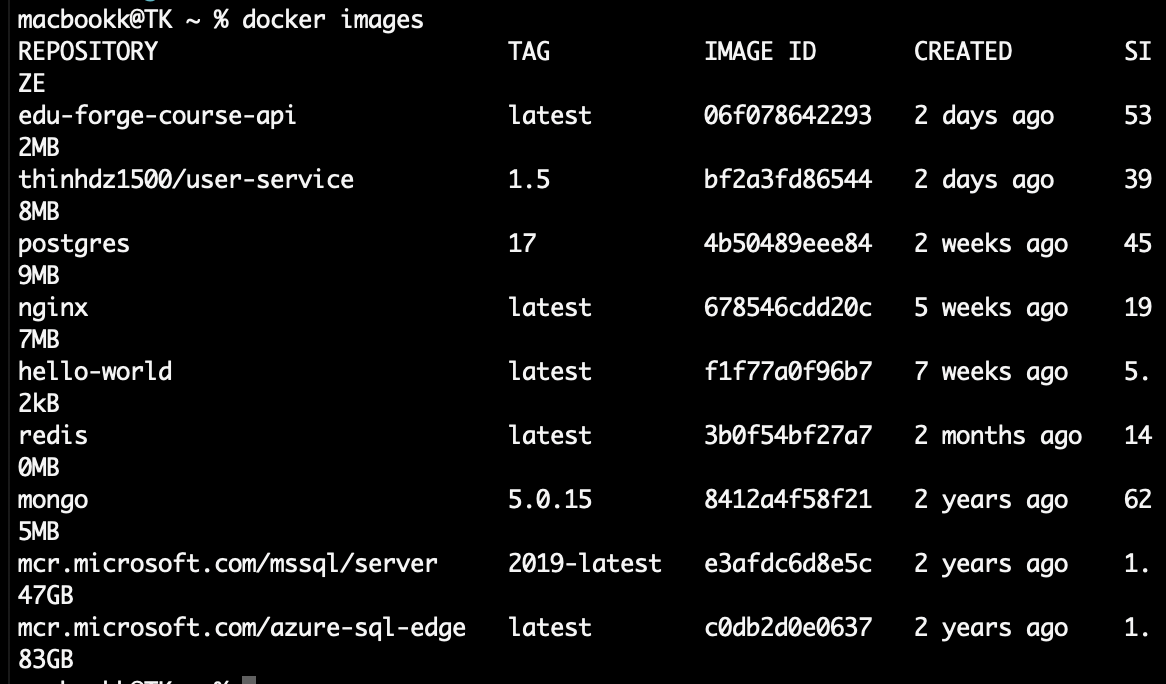 macbookk@TK ~ % docker images
REPOSITORY TAG IMAGE ID CREATED SI
ZE
edu-forge-course-api latest 06f078642293 2 days ago 53
2MB
thinhdz1500/user-service 1.5 bf2a3fd86544 2 days ago 39
8MB
postgres 17 4b50489eee84 2 weeks ago 45
9MB
nginx latest 678546cdd20c 5 weeks ago 19
7MB
hello-world latest f1f77a0f96b7 7 weeks ago 5.
2kB
redis latest 3b0f54bf27a7 2 months ago 14
0MB
mongo 5.0.15 8412a4f58f21 2 years ago 62
5MB
mcr.microsoft.com/mssql/server 2019-latest e3afdc6d8e5c 2 years ago 1.
47GB
mcr.microsoft.com/azure-sql-edge latest c0db2d0e0637 2 years ago 1.
83GB
macbookk@TK ~ %